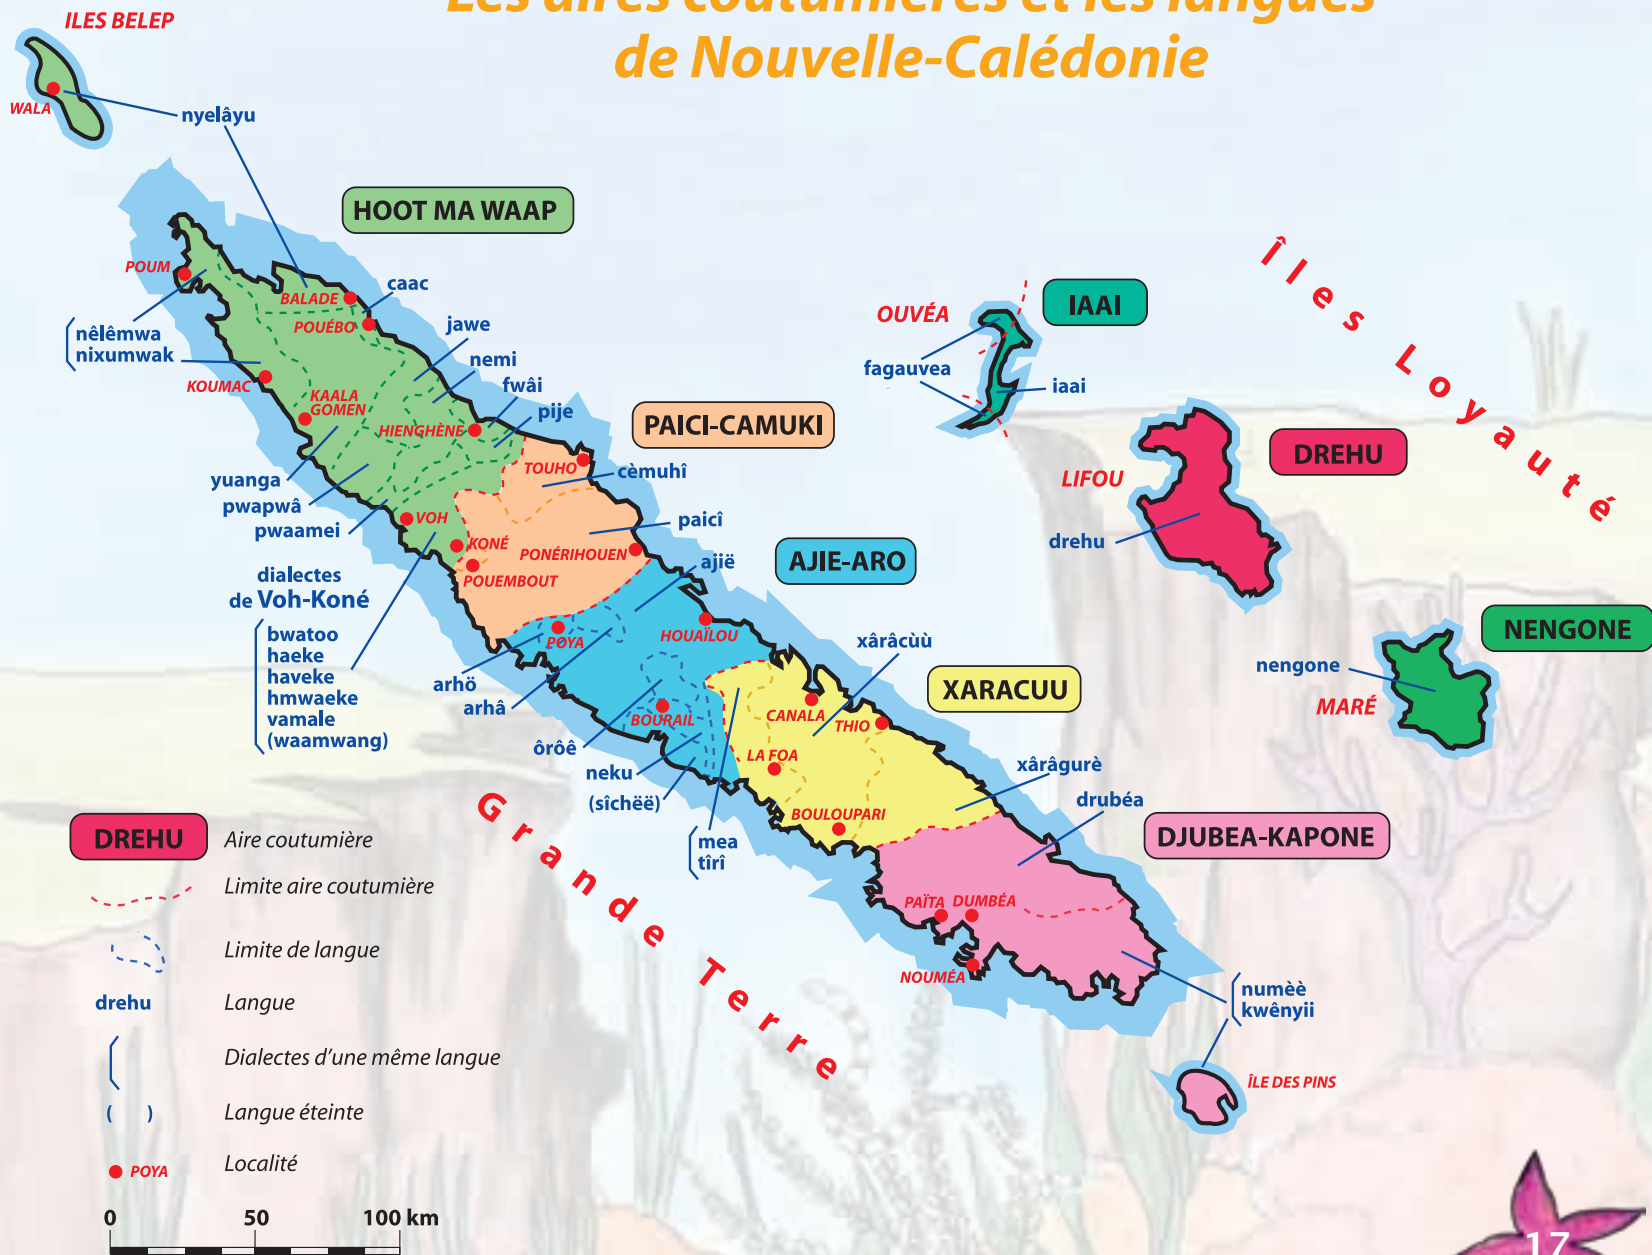 Les aires coutumières et les langues
de Nouvelle-Calédonie
ILES BELEP
WALA
nyelâyu
HOOT MA WAAP
POUM
BALADE
caac
POUÉBO
nêlêmwa
nixumwak
jawe
nemi
KOUMAC
fwâi
KAALA
GOMEN
pije
HIENGHÈNE
PAICI-CAMUKI
TOUHO
cèmuhî
yuanga
pwapwâ
pwaamei
VOH
paicî
KONÉ
PONÉRIHOUEN
POUEMBOUT
ajië
AJIE-ARO
dialectes
de Voh-Koné
bwatoo
haeke
haveke
hmwaeke
vamale
(waamwang)
POYA
HOUAÏLOU
arhö
arhâ
xârâcùù
XARACUU
BOURAIL
CANALA
THIO
ôrôê
neku
(sîchëë)
LA FOA
xârâgurè
drubéa
BOULOUPARI
mea
tîrî
DJUBEA-KAPONE
PAÏTA
DUMBÉA
NOUMÉA
numèè
kwênyii
ÎLE DES PINS
Îles Loyauté
OUVÉA
IAAI
fagauvea
iaai
DREHU
LIFOU
drehu
NENGONE
nengone
MARÉ
Grande Terre
DREHU
Aire coutumière
Limite aire coutumière
Limite de langue
drehu
Langue
Dialectes d'une même langue
( )
Langue éteinte
POYA
Localité
0 50 100 km
17